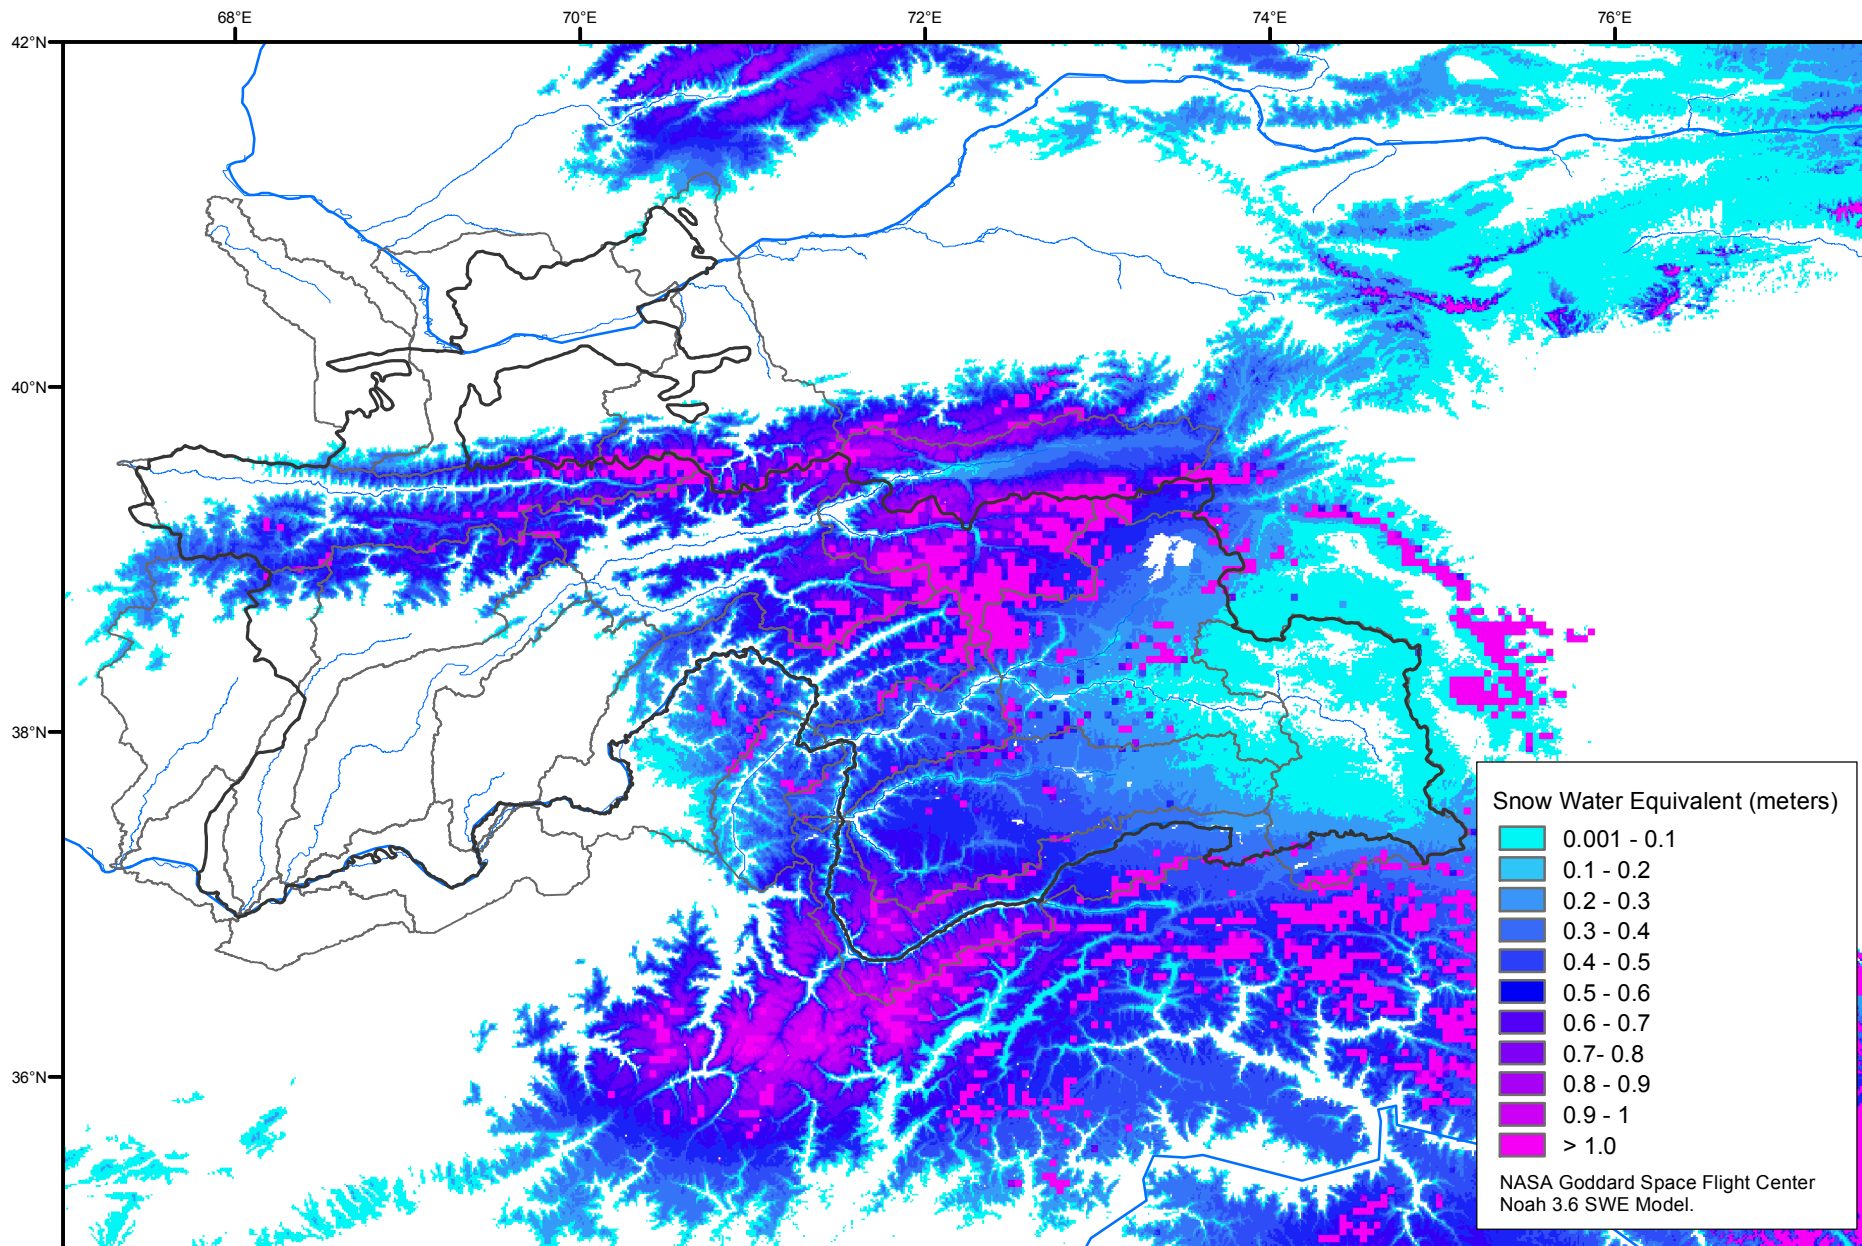 68°E
70°E
72°E
74°E
76°E
42°N
40°N
38°N
36°N
Snow Water Equivalent (meters)
0.001 - 0.1
0.1 - 0.2
0.2 - 0.3
0.3 - 0.4
0.4 - 0.5
0.5 - 0.6
0.6 - 0.7
0.7- 0.8
0.8 - 0.9
0.9 - 1
> 1.0
NASA Goddard Space Flight Center
Noah 3.6 SWE Model.